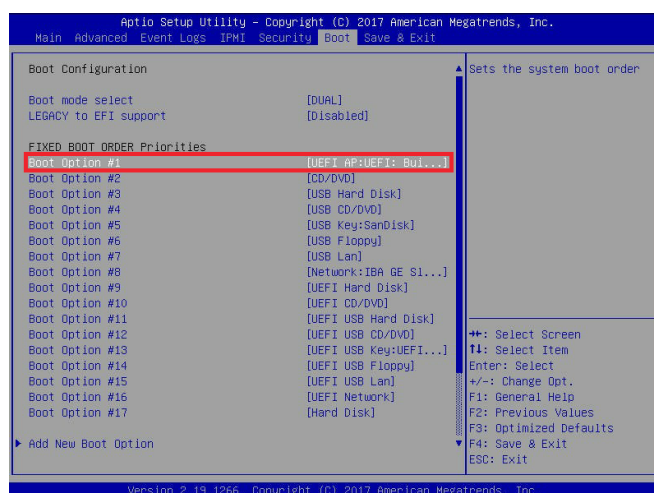 Aptio Setup Utility – Copyright (C) 2017 American Megatrends, Inc.
Main Advanced Event Logs IPMI Security Boot Save & Exit
Boot Configuration
Boot mode select [DUAL]
LEGACY to EFI support [Disabled]
FIXED BOOT ORDER Priorities
Boot Option #1 [UEFI AP:UEFI: Bui...]
Boot Option #2 [CD/DVD]
Boot Option #3 [USB Hard Disk]
Boot Option #4 [USB CD/DVD]
Boot Option #5 [USB Key:SanDisk]
Boot Option #6 [USB Floppy]
Boot Option #7 [USB Lan]
Boot Option #8 [Network:IBA GE Sl...]
Boot Option #9 [UEFI Hard Disk]
Boot Option #10 [UEFI CD/DVD]
Boot Option #11 [UEFI USB Hard Disk]
Boot Option #12 [UEFI USB CD/DVD]
Boot Option #13 [UEFI USB Key:UEFI...]
Boot Option #14 [UEFI USB Floppy]
Boot Option #15 [UEFI USB Lan]
Boot Option #16 [UEFI Network]
Boot Option #17 [Hard Disk]
Add New Boot Option
Sets the system boot order
→←: Select Screen
↑↓: Select Item
Enter: Select
+/-: Change Opt.
F1: General Help
F2: Previous Values
F3: Optimized Defaults
F4: Save & Exit
ESC: Exit
Version 2.19.1266. Copyright (C) 2017 American Megatrends, Inc.